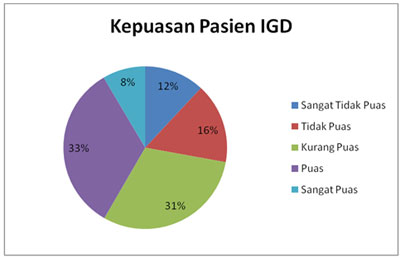 Kepuasan Pasien IGD
8%
12%
16%
33%
31%
Sangat Tidak Puas
Tidak Puas
Kurang Puas
Puas
Sangat Puas